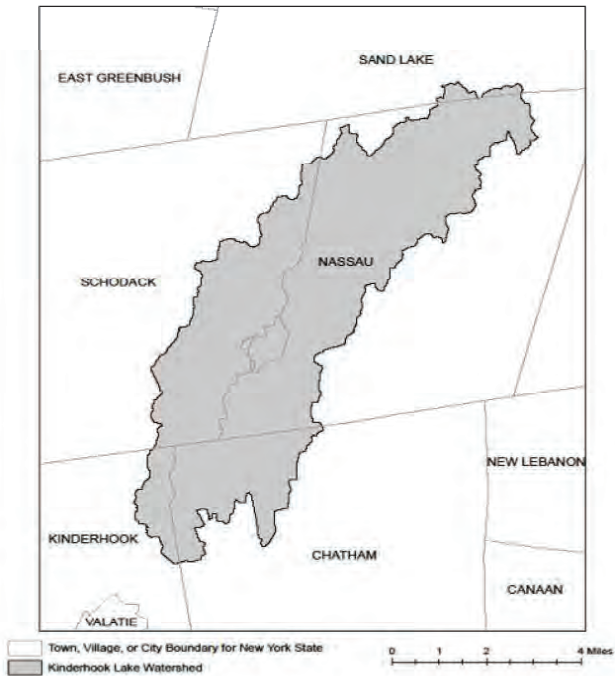 SAND LAKE
EAST GREENBUSH
NASSAU
SCHODACK
NEW LEBANON
KINDERHOOK
CHATHAM
CANAAN
VALATIE
Town, Village, or City Boundary for New York State
Kinderhook Lake Watershed
0 1 2 4 Miles